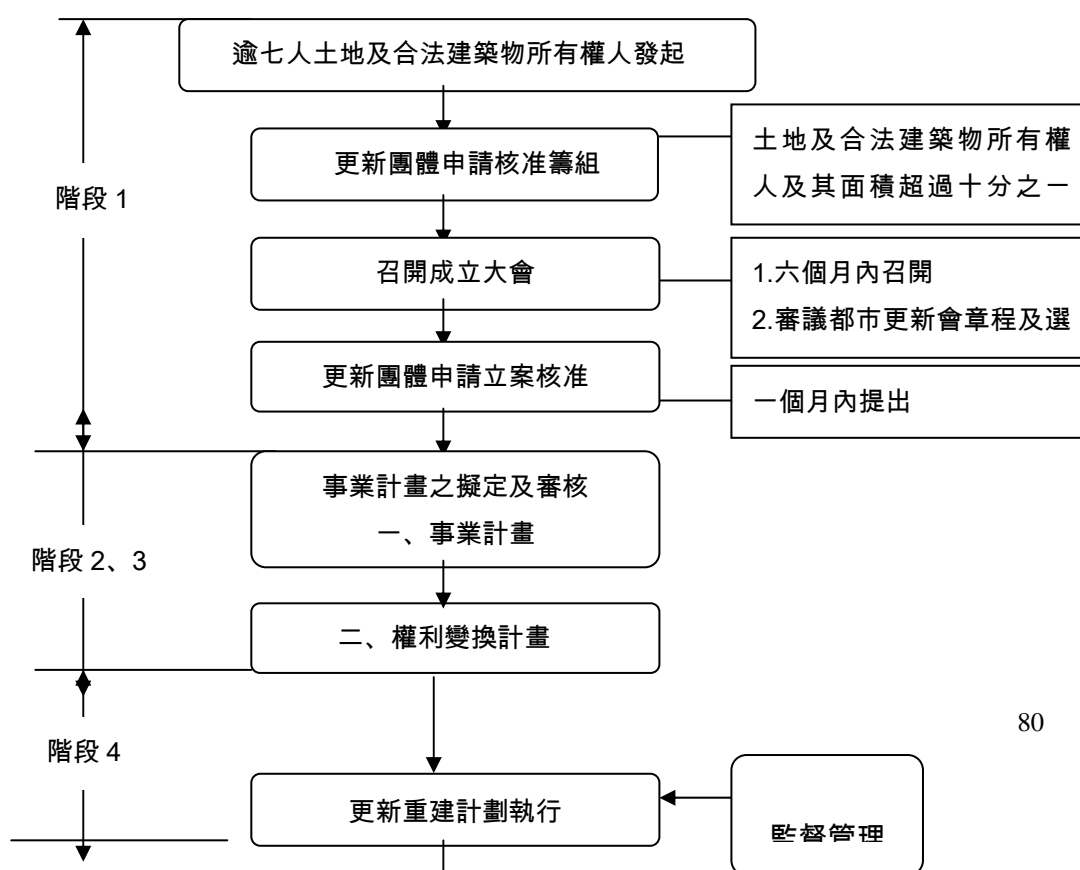 逾七人土地及合法建築物所有權人發起
更新團體申請核准籌組
土地及合法建築物所有權
人及其面積超過十分之一
階段 1
召開成立大會
1.六個月內召開
2.審議都市更新會章程及選
更新團體申請立案核准
一個月內提出
事業計畫之擬定及審核
一、事業計畫
階段 2、3
二、權利變換計畫
80
階段 4
更新重建計劃執行
監督管理